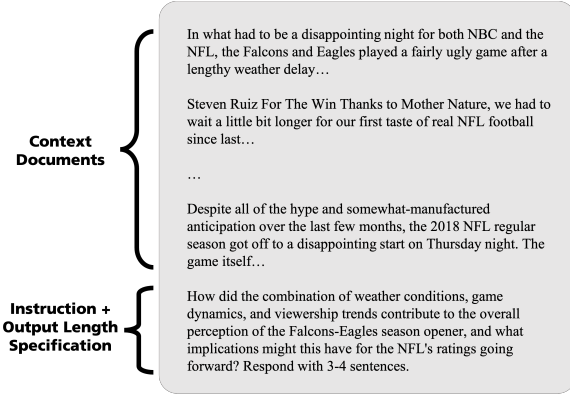 Context
Documents
In what had to be a disappointing night for both NBC and the
NFL, the Falcons and Eagles played a fairly ugly game after a
lengthy weather delay…
Steven Ruiz For The Win Thanks to Mother Nature, we had to
wait a little bit longer for our first taste of real NFL football
since last…
…
Despite all of the hype and somewhat-manufactured
anticipation over the last few months, the 2018 NFL regular
season got off to a disappointing start on Thursday night. The
game itself…
Instruction +
Output Length
Specification
How did the combination of weather conditions, game
dynamics, and viewership trends contribute to the overall
perception of the Falcons-Eagles season opener, and what
implications might this have for the NFL's ratings going
forward? Respond with 3-4 sentences.